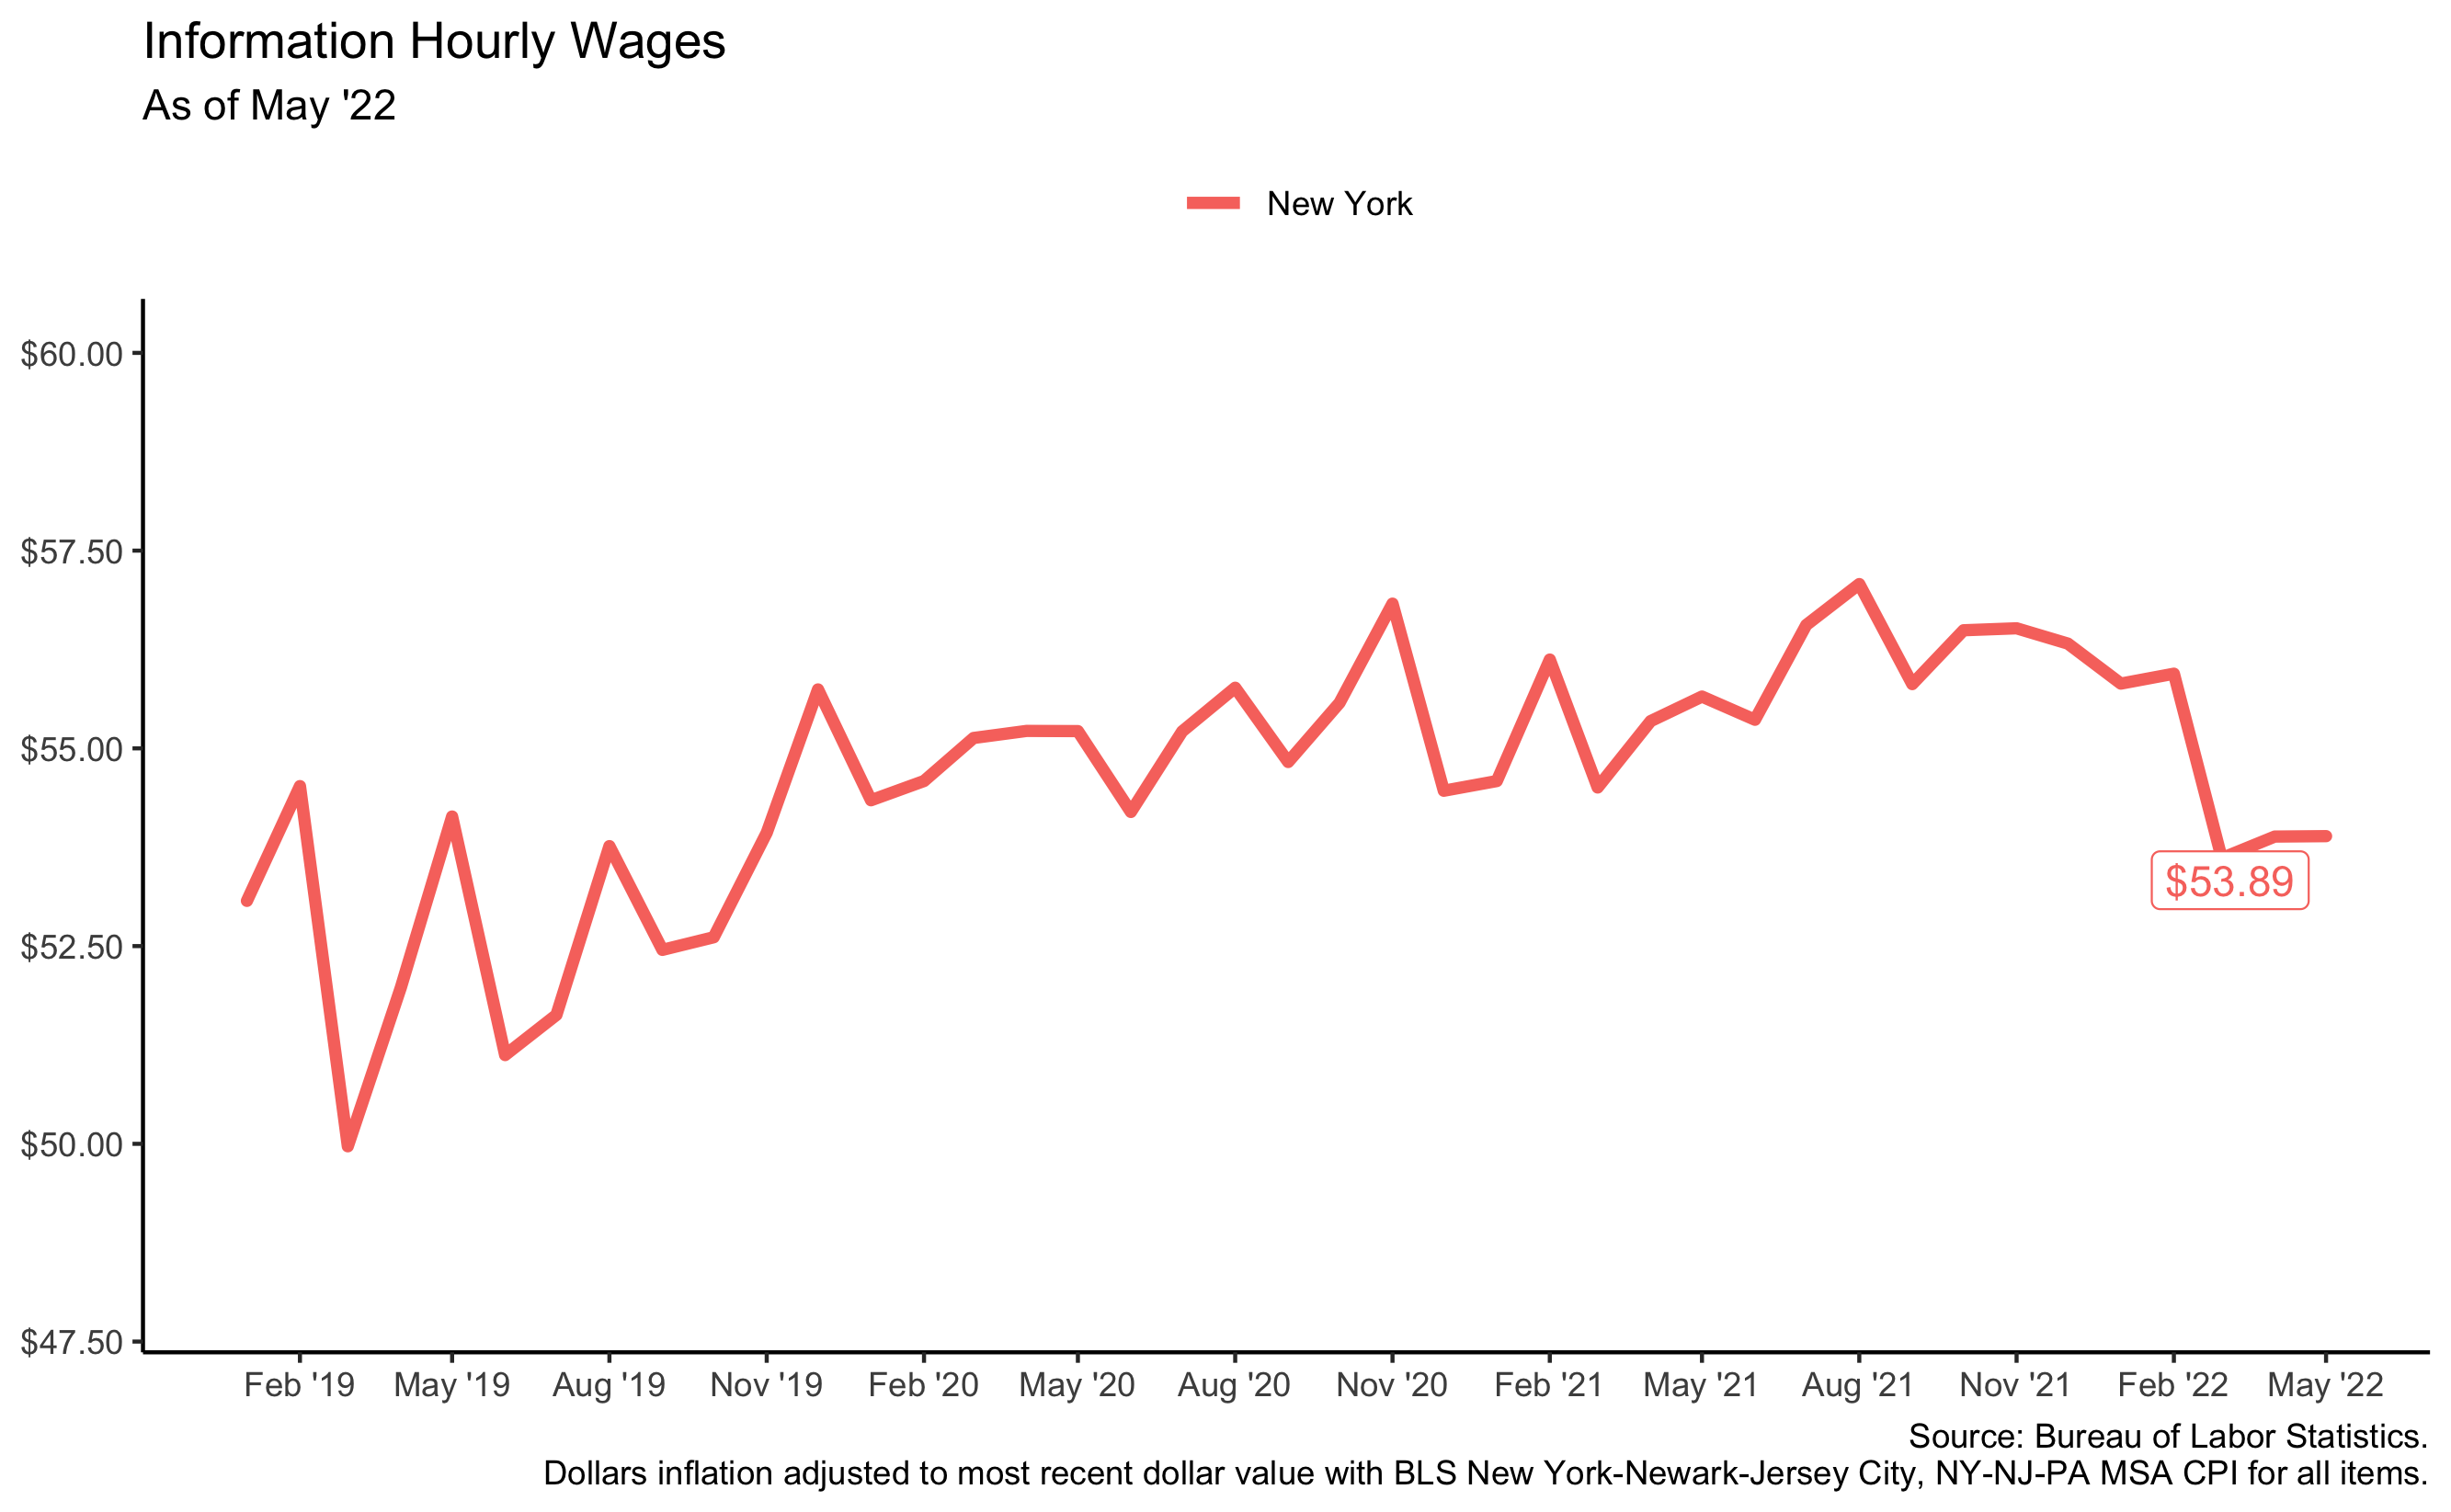 Information Hourly Wages
As of May '22
New York
$60.00
$57.50
$55.00
$52.50
$50.00
$47.50
$53.89
Feb '19 May '19 Aug '19 Nov '19 Feb '20 May '20 Aug '20 Nov '20 Feb '21 May '21 Aug '21 Nov '21 Feb '22 May '22
Source: Bureau of Labor Statistics.
Dollars inflation adjusted to most recent dollar value with BLS New York-Newark-Jersey City, NY-NJ-PA MSA CPI for all items.